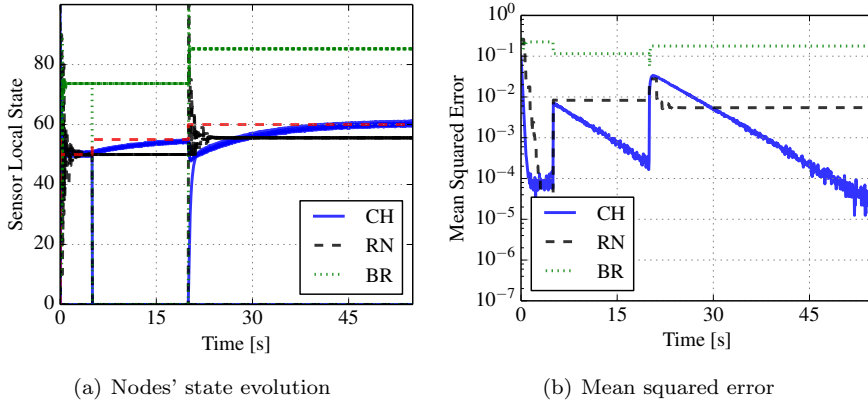 Sensor Local State
80
60
40
20
0
CH
RN
BR
0
15
30
45
Time [s]
(a) Nodes' state evolution
Mean Squared Error
10⁰
10⁻¹
10⁻²
10⁻³
10⁻⁴
10⁻⁵
10⁻⁶
10⁻⁷
CH
RN
BR
0
15
30
45
Time [s]
(b) Mean squared error